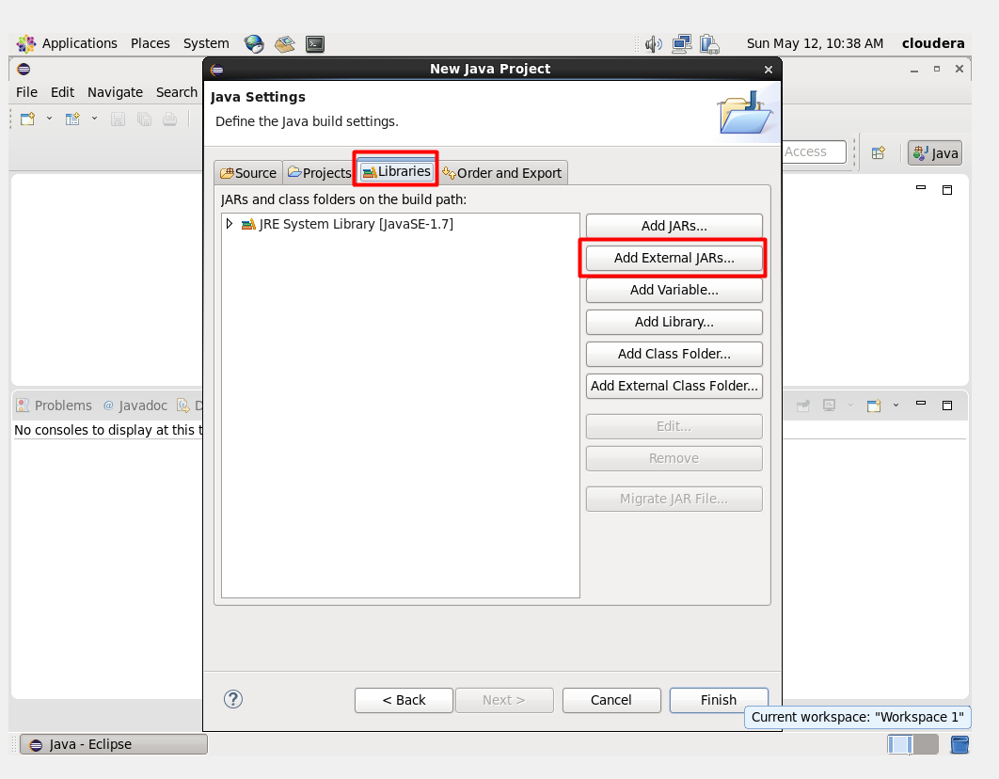 Applications Places System Sun May 12, 10:38 AM cloudera
New Java Project
File Edit Navigate Search
Java Settings
Define the Java build settings.
Access
Java
Source Projects Libraries Order and Export
JARs and class folders on the build path:
JRE System Library [JavaSE-1.7]
Add JARs...
Add External JARs...
Add Variable...
Add Library...
Add Class Folder...
Add External Class Folder...
Edit...
Remove
Migrate JAR File...
Problems @ Javadoc D
No consoles to display at this t
< Back Next > Cancel Finish
Current workspace: "Workspace 1"
Java - Eclipse